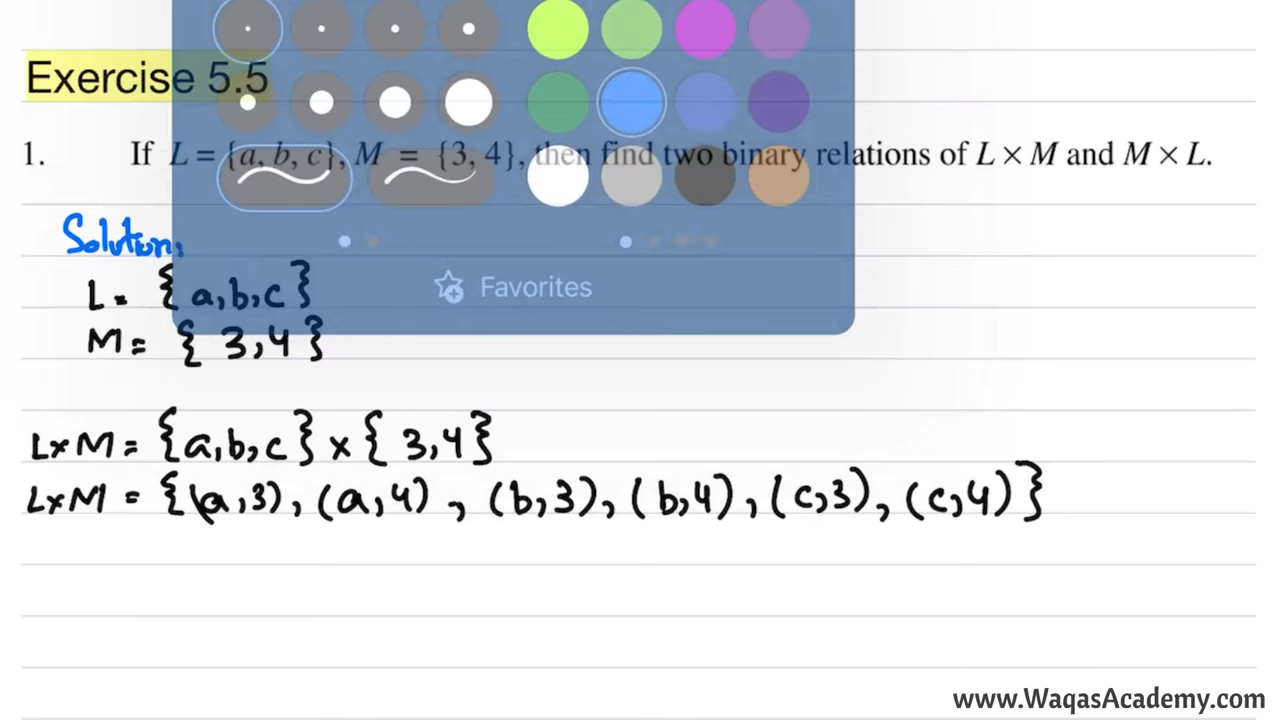 Exercise 5.5
1. If L = {a, b, c}, M = {3, 4}, then find two binary relations of L × M and M × L.
Solution:
L = {a,b,c}
Favorites
M = {3,4}
L×M = {a,b,c} × {3,4}
L×M = {(a,3), (a,4), (b,3), (b,4), (c,3), (c,4)}
www.WaqasAcademy.com